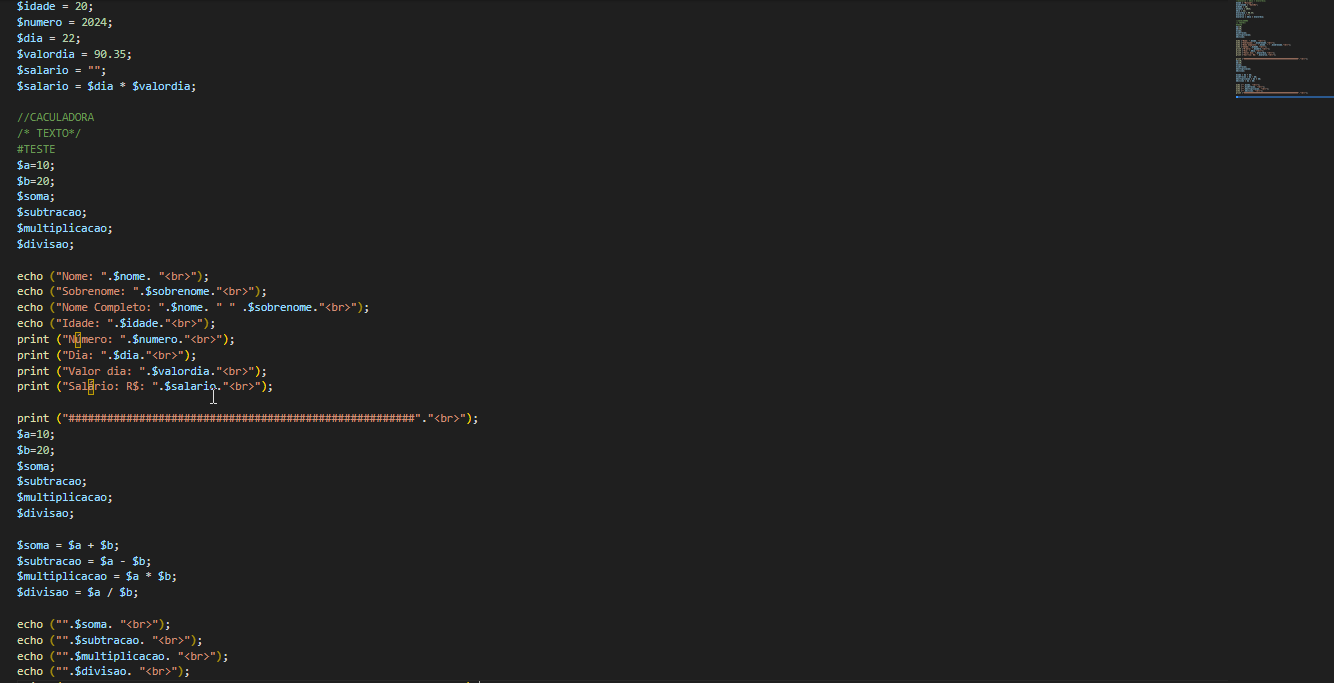 $idade = 20;
$numero = 2024;
$dia = 22;
$valordia = 90.35;
$salario = "";
$salario = $dia * $valordia;
//CACULADORA
/* TEXTO*/
#TESTE
$a=10;
$b=20;
$soma;
$subtracao;
$multiplicacao;
$divisao;
echo ("Nome: ".$nome. "<br>");
echo ("Sobrenome: ".$sobrenome."<br>");
echo ("Nome Completo: ".$nome. " " .$sobrenome."<br>");
echo ("Idade: ".$idade."<br>");
print ("Número: ".$numero."<br>");
print ("Dia: ".$dia."<br>");
print ("Valor dia: ".$valordia."<br>");
print ("Salário: R$: ".$salario."<br>");
print ("######################################################"."<br>");
$a=10;
$b=20;
$soma;
$subtracao;
$multiplicacao;
$divisao;
$soma = $a + $b;
$subtracao = $a - $b;
$multiplicacao = $a * $b;
$divisao = $a / $b;
echo ("".$soma. "<br>");
echo ("".$subtracao. "<br>");
echo ("".$multiplicacao. "<br>");
echo ("".$divisao. "<br>");